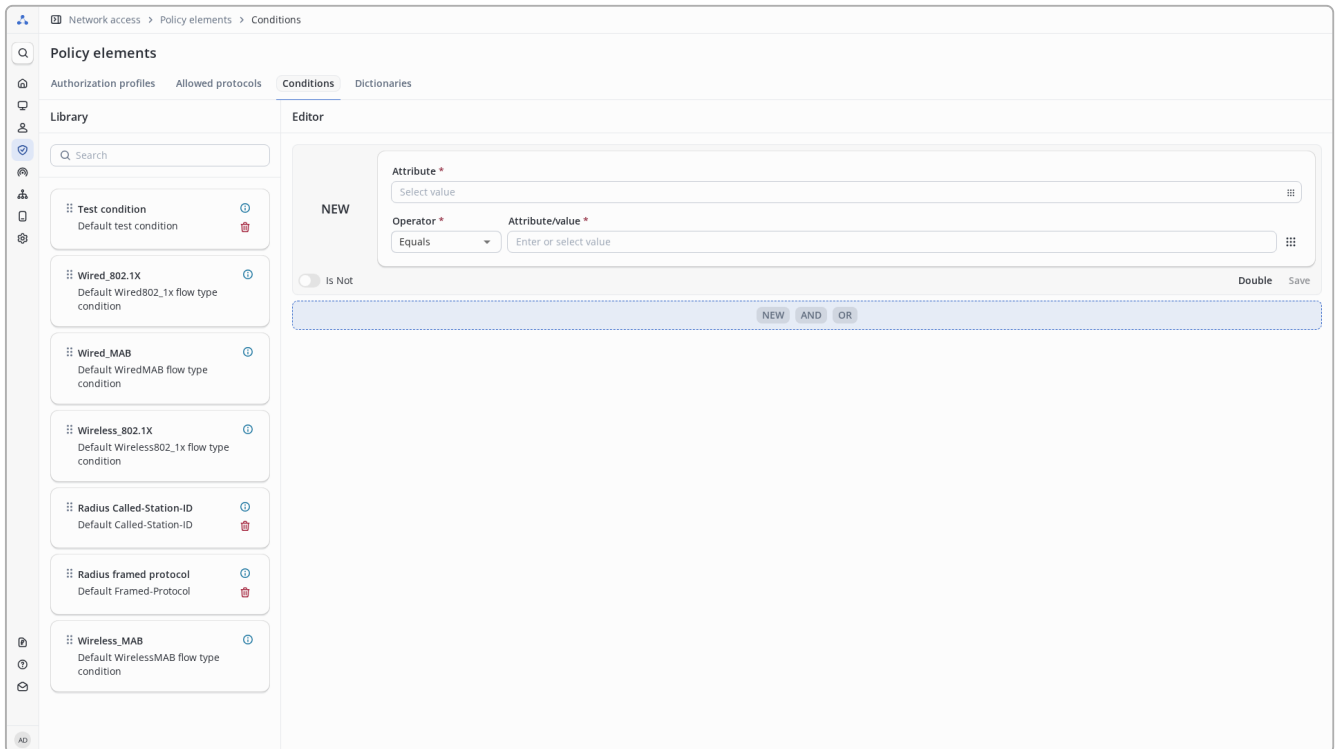 Network access > Policy elements > Conditions
Policy elements
Authorization profiles Allowed protocols Conditions Dictionaries
Library
Search
Test condition
Default test condition
Wired_802.1X
Default Wired802_1x flow type
condition
Wired_MAB
Default WiredMAB flow type
condition
Wireless_802.1X
Default Wireless802_1x flow type
condition
Radius Called-Station-ID
Default Called-Station-ID
Radius framed protocol
Default Framed-Protocol
Wireless_MAB
Default WirelessMAB flow type
condition
Editor
NEW
Attribute *
Select value
Operator * Attribute/value *
Equals Enter or select value
Is Not Double Save
NEW AND OR
AD